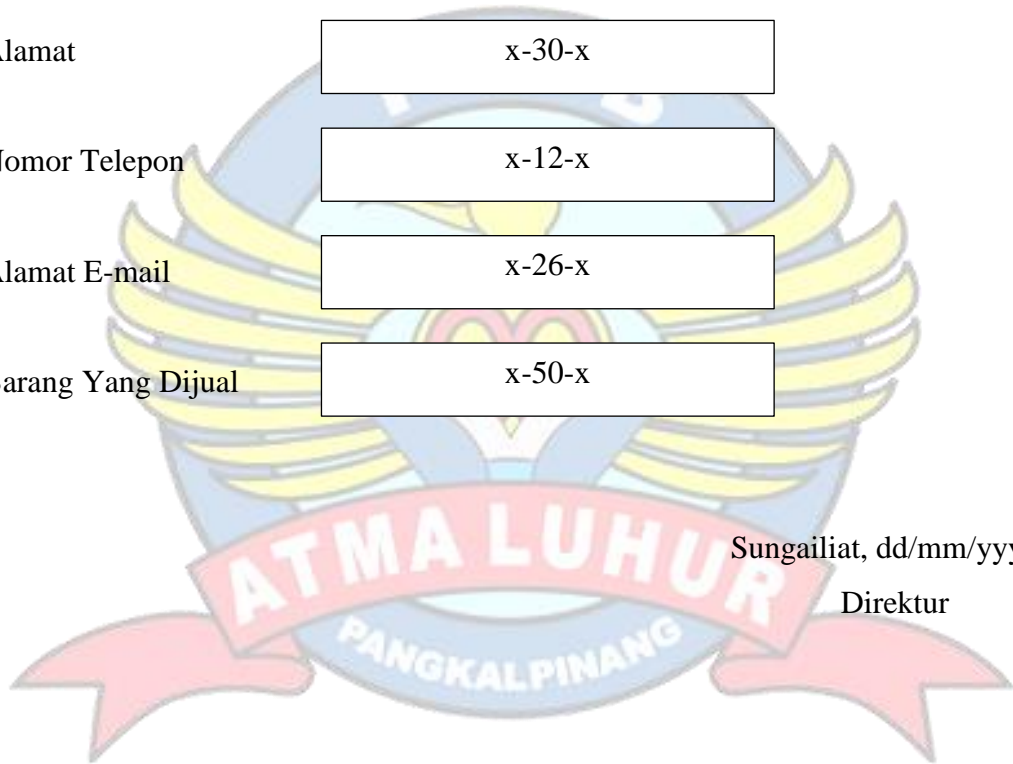 Alamat
x-30-x
Nomor Telepon
x-12-x
Alamat E-mail
x-26-x
Barang Yang Dijual
x-50-x
ATMA LUHUR
PANGKALPINANG
Sungailiat, dd/mm/yyy
Direktur